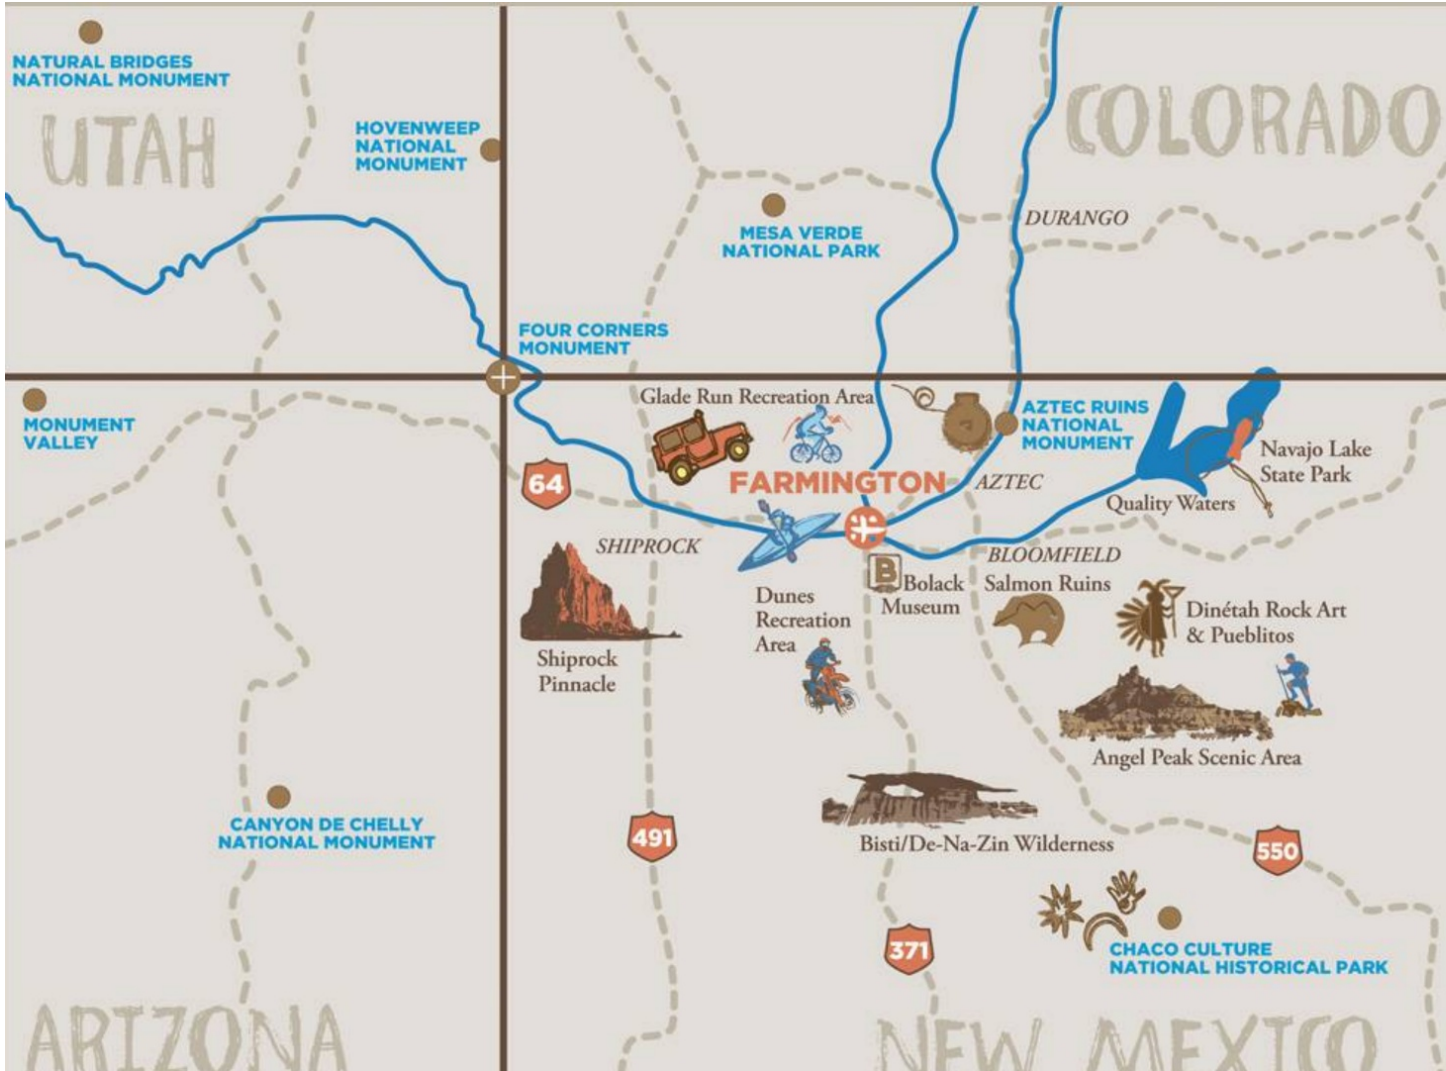 NATURAL BRIDGES
NATIONAL MONUMENT
UTAH
HOVENWEEP
NATIONAL
MONUMENT
COLORADO
MESA VERDE
NATIONAL PARK
DURANGO
FOUR CORNERS
MONUMENT
MONUMENT
VALLEY
Glade Run Recreation Area
AZTEC RUINS
NATIONAL
MONUMENT
Navajo Lake
State Park
64
FARMINGTON
AZTEC
Quality Waters
SHIPROCK
BLOOMFIELD
B
Bolack
Museum
Salmon Ruins
Dunes
Recreation
Area
Dinétah Rock Art
& Pueblitos
Shiprock
Pinnacle
Angel Peak Scenic Area
CANYON DE CHELLY
NATIONAL MONUMENT
491
Bisti/De-Na-Zin Wilderness
550
371
CHACO CULTURE
NATIONAL HISTORICAL PARK
ARIZONA
NEW MEXICO